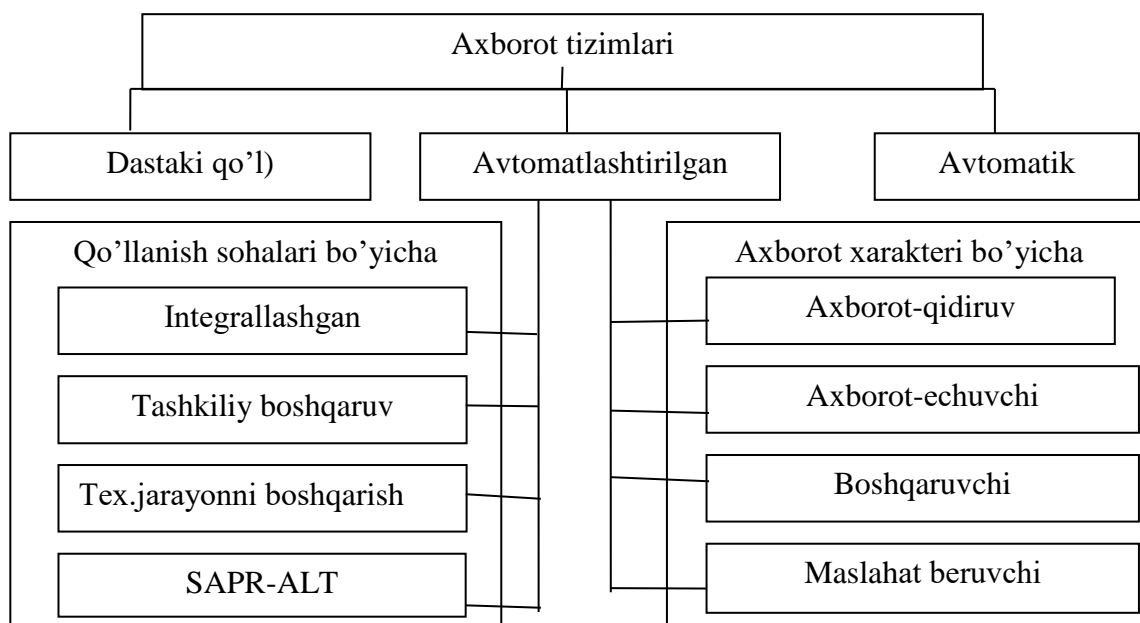 Axborot tizimlari
Dastaki qo’l)
Avtomatlashtirilgan
Avtomatik
Qo’llanish sohalari bo’yicha
Integrallashgan
Tashkiliy boshqaruv
Tex.jarayonni boshqarish
SAPR-ALT
Axborot xarakteri bo’yicha
Axborot-qidiruv
Axborot-echuvchi
Boshqaruvchi
Maslahat beruvchi